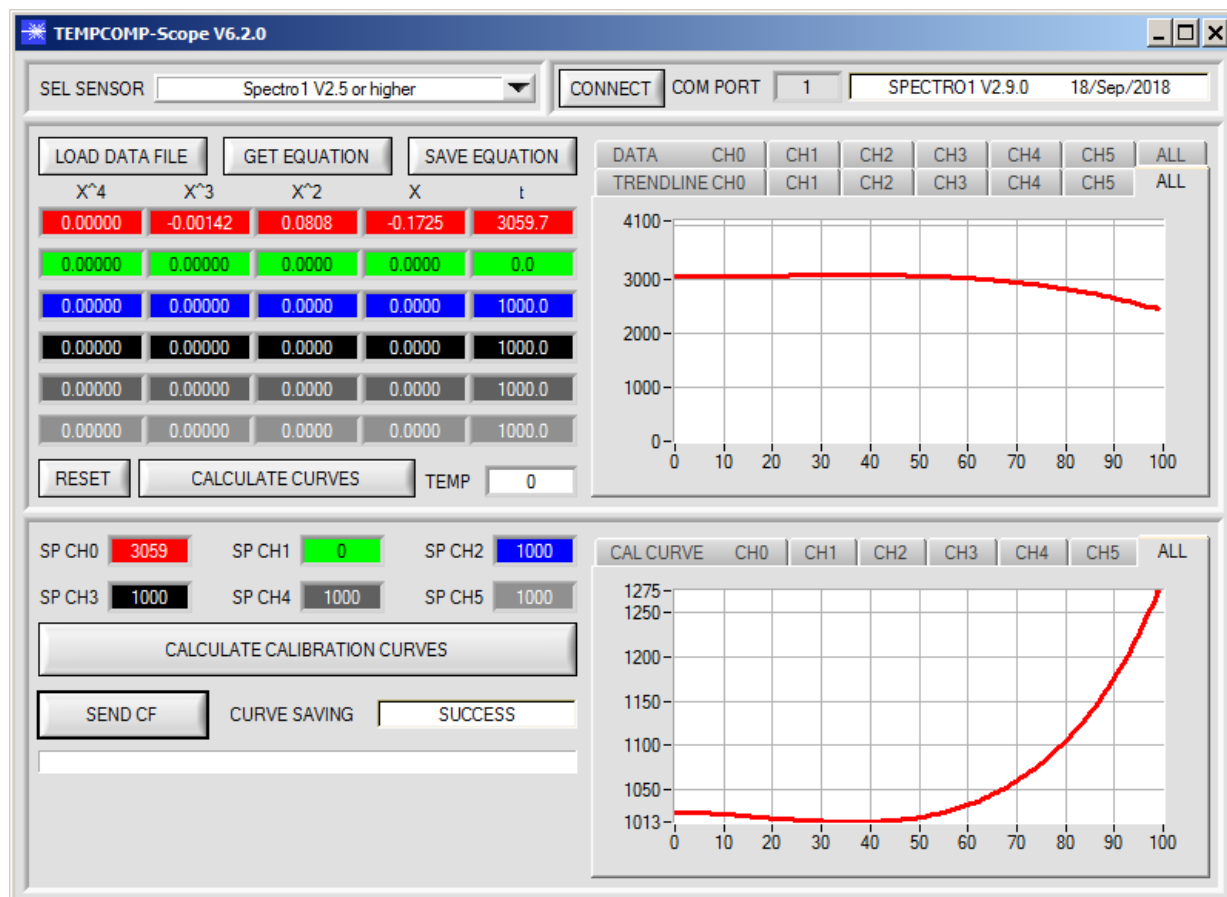 TEMPCOMP-Scope V6.2.0
SEL SENSOR Spectro1 V2.5 or higher CONNECT COM PORT 1 SPECTRO1 V2.9.0 18/Sep/2018
LOAD DATA FILE GET EQUATION SAVE EQUATION
X^4 X^3 X^2 X t
0.00000 -0.00142 0.0808 -0.1725 3059.7
0.00000 0.00000 0.0000 0.0000 0.0
0.00000 0.00000 0.0000 0.0000 1000.0
0.00000 0.00000 0.0000 0.0000 1000.0
0.00000 0.00000 0.0000 0.0000 1000.0
0.00000 0.00000 0.0000 0.0000 1000.0
RESET CALCULATE CURVES TEMP 0
DATA CH0 CH1 CH2 CH3 CH4 CH5 ALL
TRENDLINE CH0 CH1 CH2 CH3 CH4 CH5 ALL
4100
3000
2000
1000
0
0 10 20 30 40 50 60 70 80 90 100
SP CH0 3059 SP CH1 0 SP CH2 1000
SP CH3 1000 SP CH4 1000 SP CH5 1000
CALCULATE CALIBRATION CURVES
SEND CF CURVE SAVING SUCCESS
CAL CURVE CH0 CH1 CH2 CH3 CH4 CH5 ALL
1275
1250
1200
1150
1100
1050
1013
0 10 20 30 40 50 60 70 80 90 100